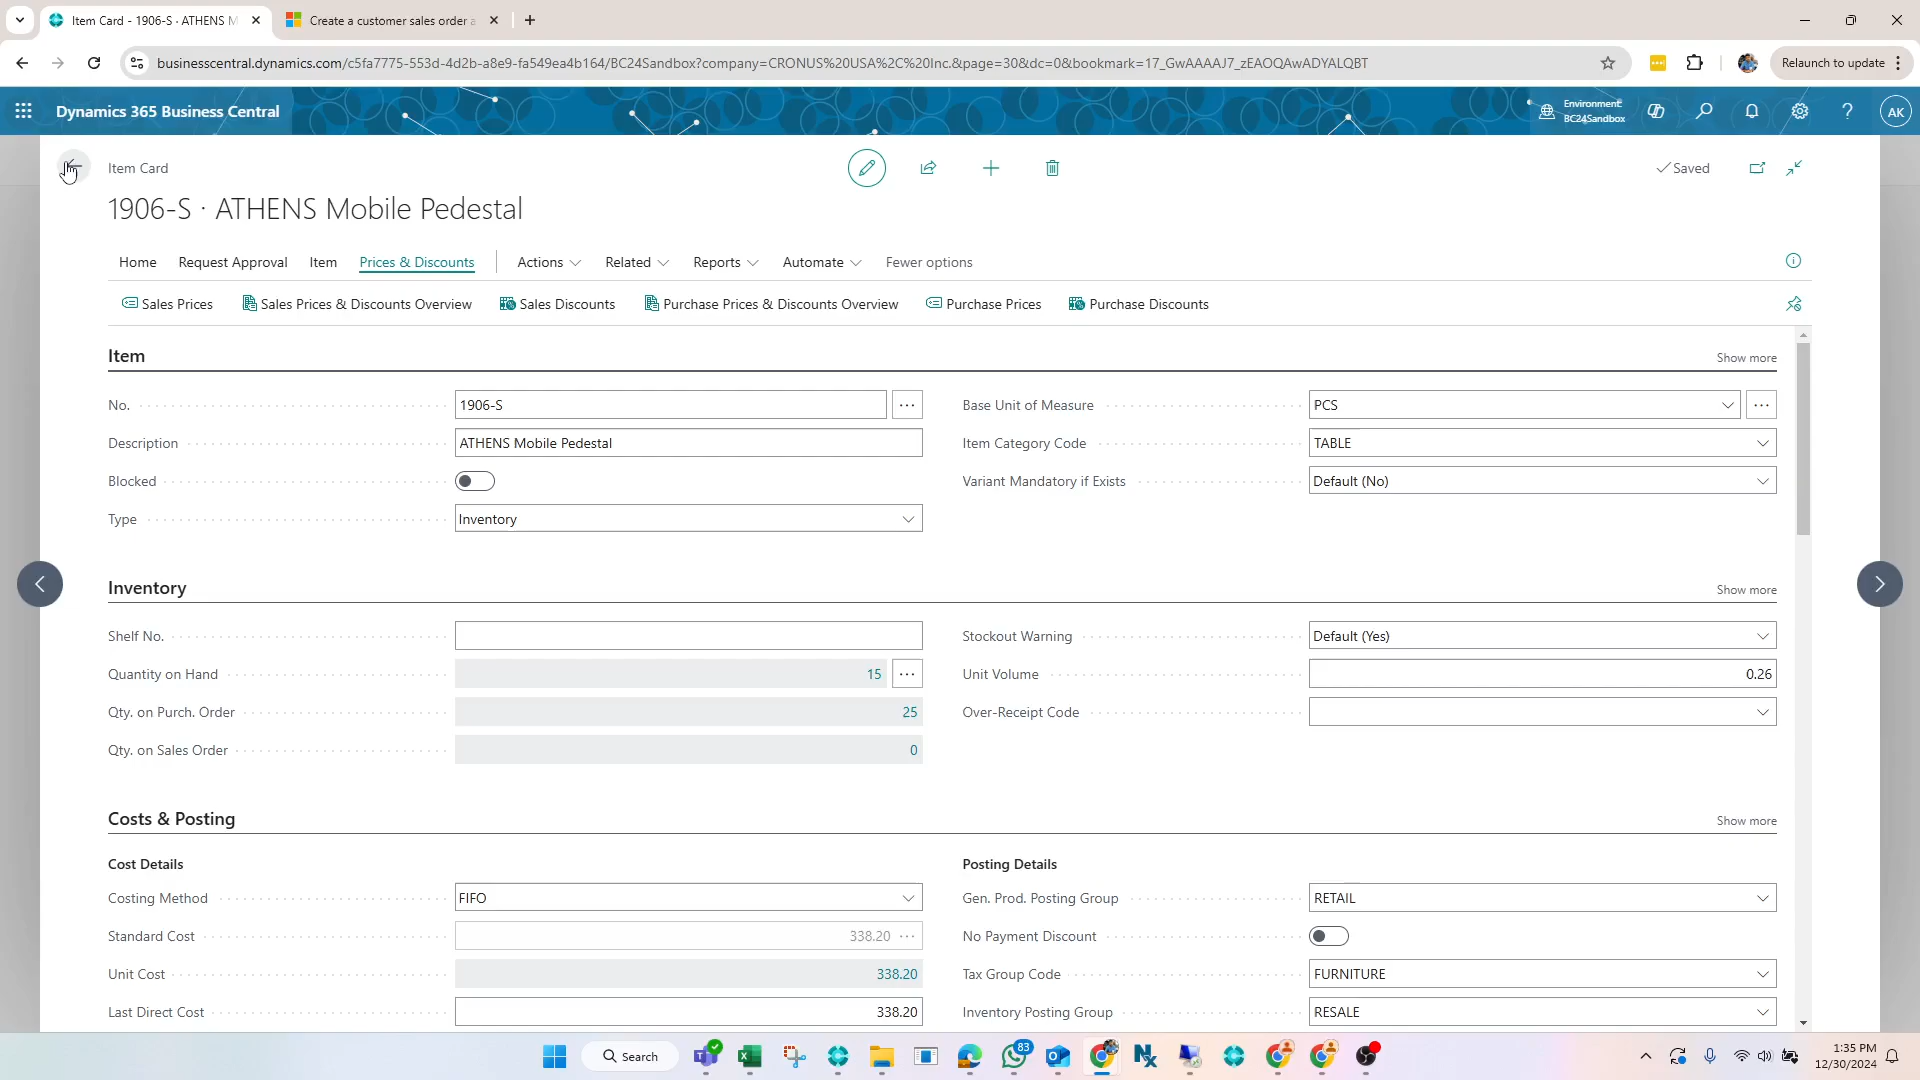 Item Card - 1906-S · ATHENS M
Create a customer sales order a
businesscentral.dynamics.com/c5fa7775-553d-4d2b-a8e9-fa549ea4b164/BC24Sandbox?company=CRONUS%20USA%2C%20Inc.&page=30&dc=0&bookmark=17_GwAAAAJ7_zEAOQAwADYALQBT
Relaunch to update
Dynamics 365 Business Central
Environment:
BC24Sandbox
AK
Item Card
Saved
1906-S · ATHENS Mobile Pedestal
Home
Request Approval
Item
Prices & Discounts
Actions
Related
Reports
Automate
Fewer options
Sales Prices
Sales Prices & Discounts Overview
Sales Discounts
Purchase Prices & Discounts Overview
Purchase Prices
Purchase Discounts
Item
Show more
No.
1906-S
Base Unit of Measure
PCS
Description
ATHENS Mobile Pedestal
Item Category Code
TABLE
Blocked
Variant Mandatory if Exists
Default (No)
Type
Inventory
Inventory
Show more
Shelf No.
Stockout Warning
Default (Yes)
Quantity on Hand
15
Unit Volume
0.26
Qty. on Purch. Order
25
Over-Receipt Code
Qty. on Sales Order
0
Costs & Posting
Show more
Cost Details
Posting Details
Costing Method
FIFO
Gen. Prod. Posting Group
RETAIL
Standard Cost
338.20
No Payment Discount
Unit Cost
338.20
Tax Group Code
FURNITURE
Last Direct Cost
338.20
Inventory Posting Group
RESALE
Search
83
1:35 PM
12/30/2024